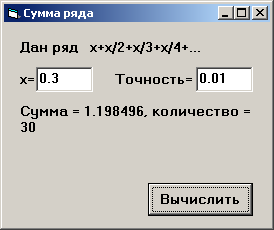 Сумма ряда
Дан ряд x+x/2+x/3+x/4+...
x= 0.3 Точность= 0.01
Сумма = 1.198496, количество =
30
Вычислить